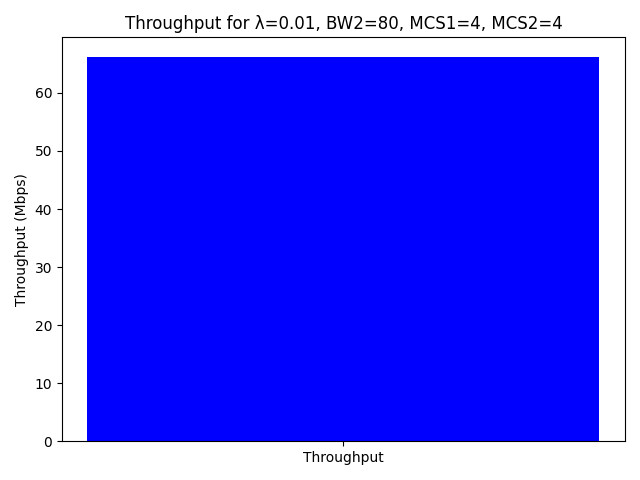 Throughput for λ=0.01, BW2=80, MCS1=4, MCS2=4
Throughput (Mbps)
60
50
40
30
20
10
0
Throughput